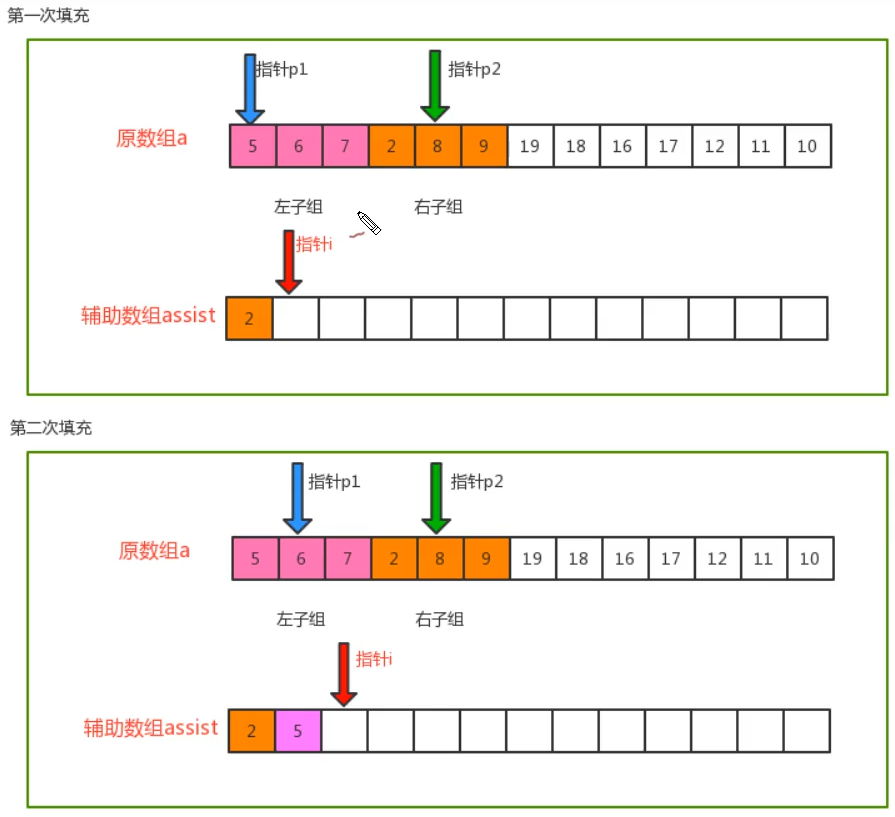 第一次填充
指针p1 指针p2
原数组a 5 6 7 2 8 9 19 18 16 17 12 11 10
左子组 右子组
指针i
辅助数组assist 2
第二次填充
指针p1 指针p2
原数组a 5 6 7 2 8 9 19 18 16 17 12 11 10
左子组 右子组
指针i
辅助数组assist 2 5